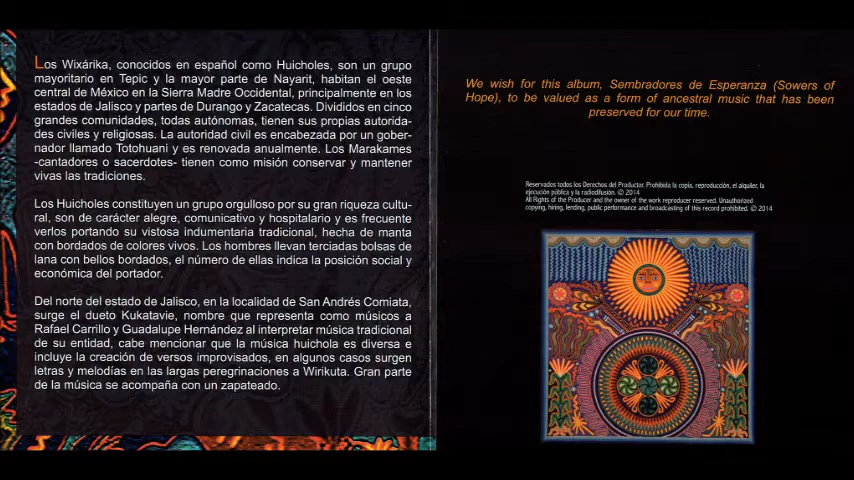 Los Wixárika, conocidos en español como Huicholes, son un grupo
mayoritario en Tepic y la mayor parte de Nayarit, habitan el oeste
central de México en la Sierra Madre Occidental, principalmente en los
estados de Jalisco y partes de Durango y Zacatecas. Divididos en cinco
grandes comunidades, todas autónomas, tienen sus propias autorida-
des civiles y religiosas. La autoridad civil es encabezada por un gober-
nador llamado Totohuani y es renovada anualmente. Los Marakames
-cantadores o sacerdotes- tienen como misión conservar y mantener
vivas las tradiciones.
Los Huicholes constituyen un grupo orgulloso por su gran riqueza cultu-
ral, son de carácter alegre, comunicativo y hospitalario y es frecuente
verlos portando su vistosa indumentaria tradicional, hecha de manta
con bordados de colores vivos. Los hombres llevan terciadas bolsas de
lana con bellos bordados, el número de ellas indica la posición social y
económica del portador.
Del norte del estado de Jalisco, en la localidad de San Andrés Comiata,
surge el dueto Kukatavie, nombre que representa como músicos a
Rafael Carrillo y Guadalupe Hernández al interpretar música tradicional
de su entidad, cabe mencionar que la música huichola es diversa e
incluye la creación de versos improvisados, en algunos casos surgen
letras y melodías en las largas peregrinaciones a Wirikuta. Gran parte
de la música se acompaña con un zapateado.
We wish for this album, Sembradores de Esperanza (Sowers of
Hope), to be valued as a form of ancestral music that has been
preserved for our time.
Reservados todos los Derechos del Productor. Prohibida la copia, reproducción, el alquiler, la
ejecución pública y la radiodifusión. © 2014
All Rights of the Producer and the owner of the work reproducer reserved. Unauthorized
copying, hiring, lending, public performance and broadcasting of this record prohibited. © 2014